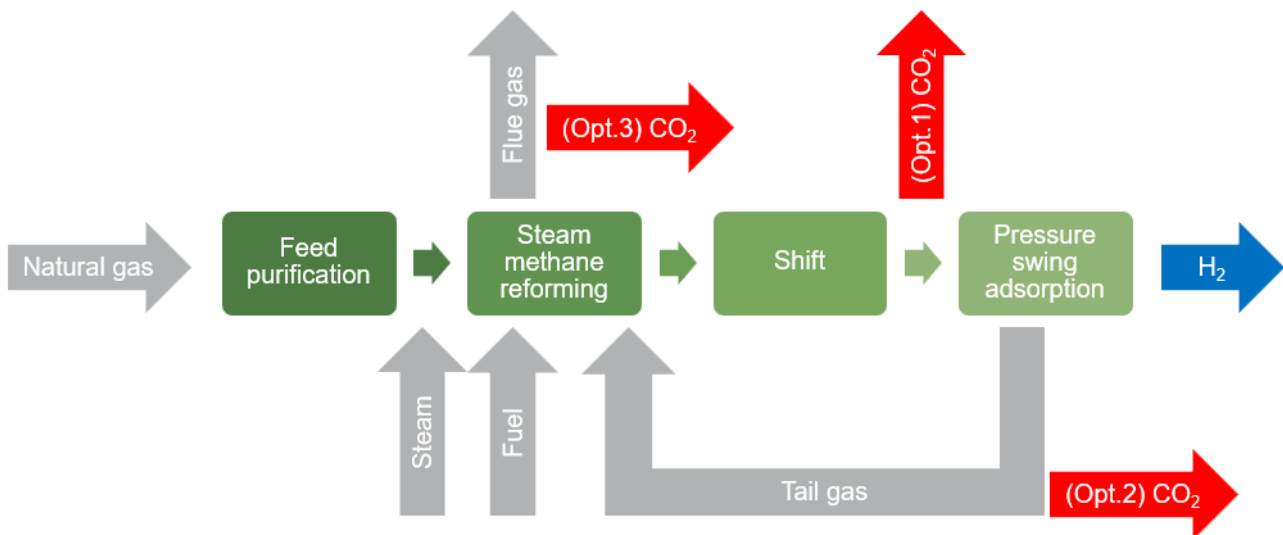 Flue gas
(Opt.3) CO₂
(Opt.1) CO₂
Natural gas
Feed
purification
Steam
methane
reforming
Shift
Pressure
swing
adsorption
H₂
Steam
Fuel
Tail gas
(Opt.2) CO₂